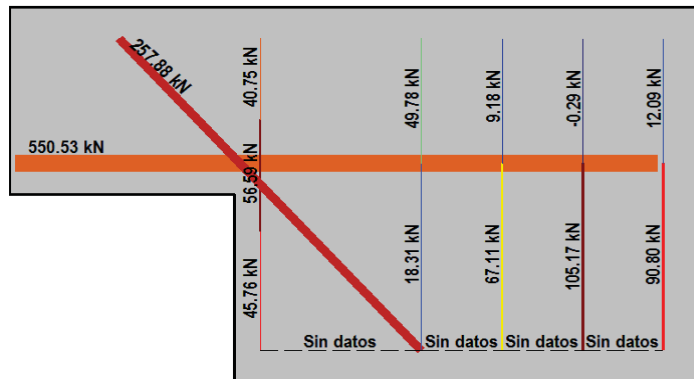 257.88 kN
40.75 kN
49.78 kN
9.18 kN
-0.29 kN
12.09 kN
550.53 kN
56.59 kN
45.76 kN
18.31 kN
67.11 kN
105.17 kN
90.80 kN
Sin datos
Sin datos
Sin datos
Sin datos